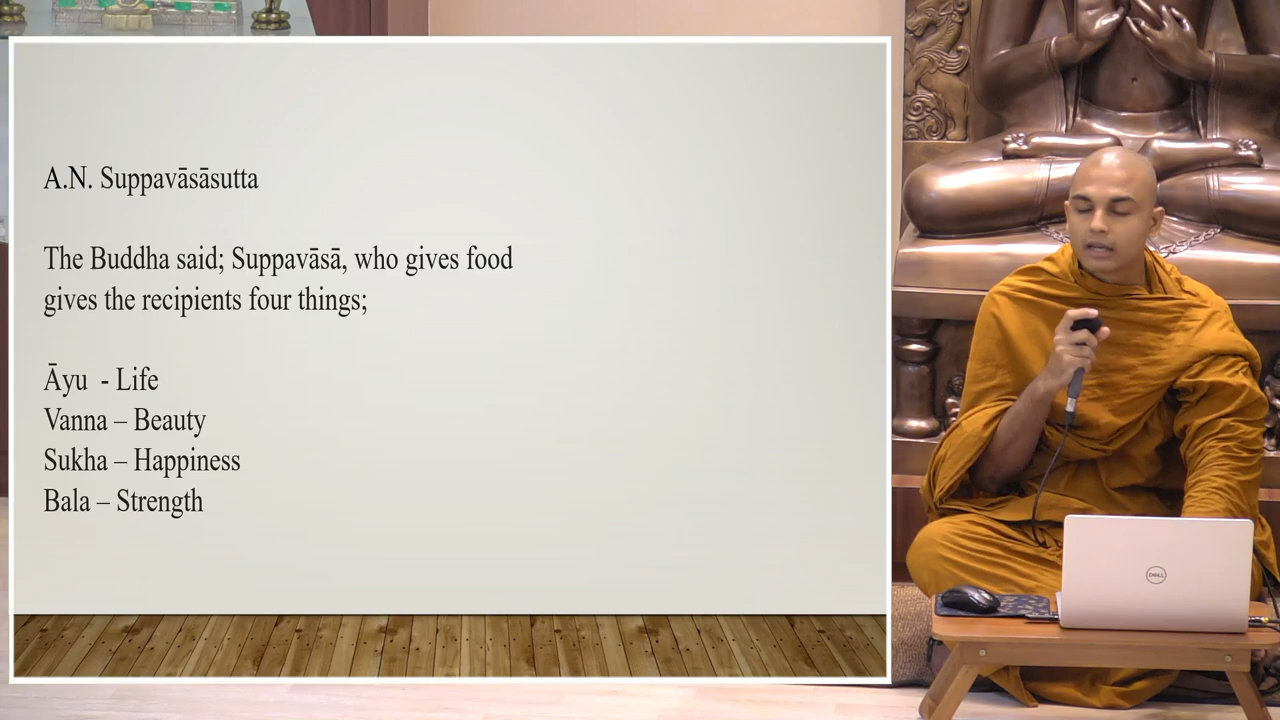 A.N. Suppavāsāsutta
The Buddha said; Suppavāsā, who gives food
gives the recipients four things;
Āyu - Life
Vanna – Beauty
Sukha – Happiness
Bala – Strength
DELL